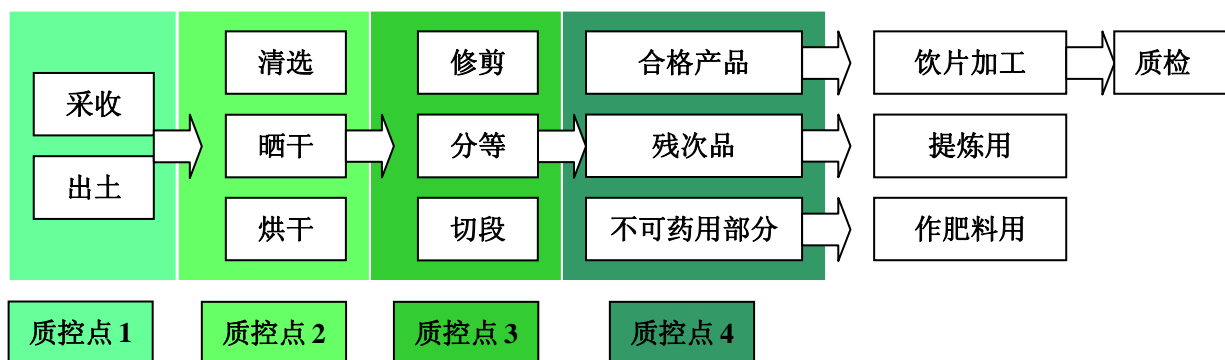 采收
出土
清选
晒干
烘干
修剪
分等
切段
合格产品
残次品
不可药用部分
饮片加工
提炼用
作肥料用
质检
质控点 1
质控点 2
质控点 3
质控点 4